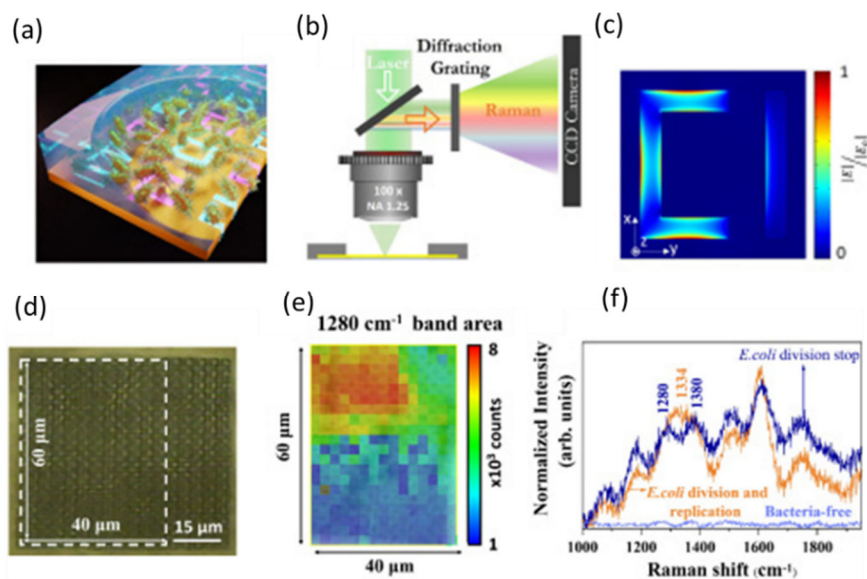 (a)
(b)
Laser
Diffraction
Grating
Raman
CCD Camera
100 x
NA 1.25
(c)
x
z
y
1
0
|E|/|E₀|
(d)
60 μm
40 μm
15 μm
(e)
1280 cm⁻¹ band area
60 μm
40 μm
8
x10³ counts
1
(f)
Normalized Intensity
(arb. units)
E.coli division stop
1280
1334
1380
E.coli division and
replication
Bacteria-free
1000
1200
1400
1600
1800
Raman shift (cm⁻¹)